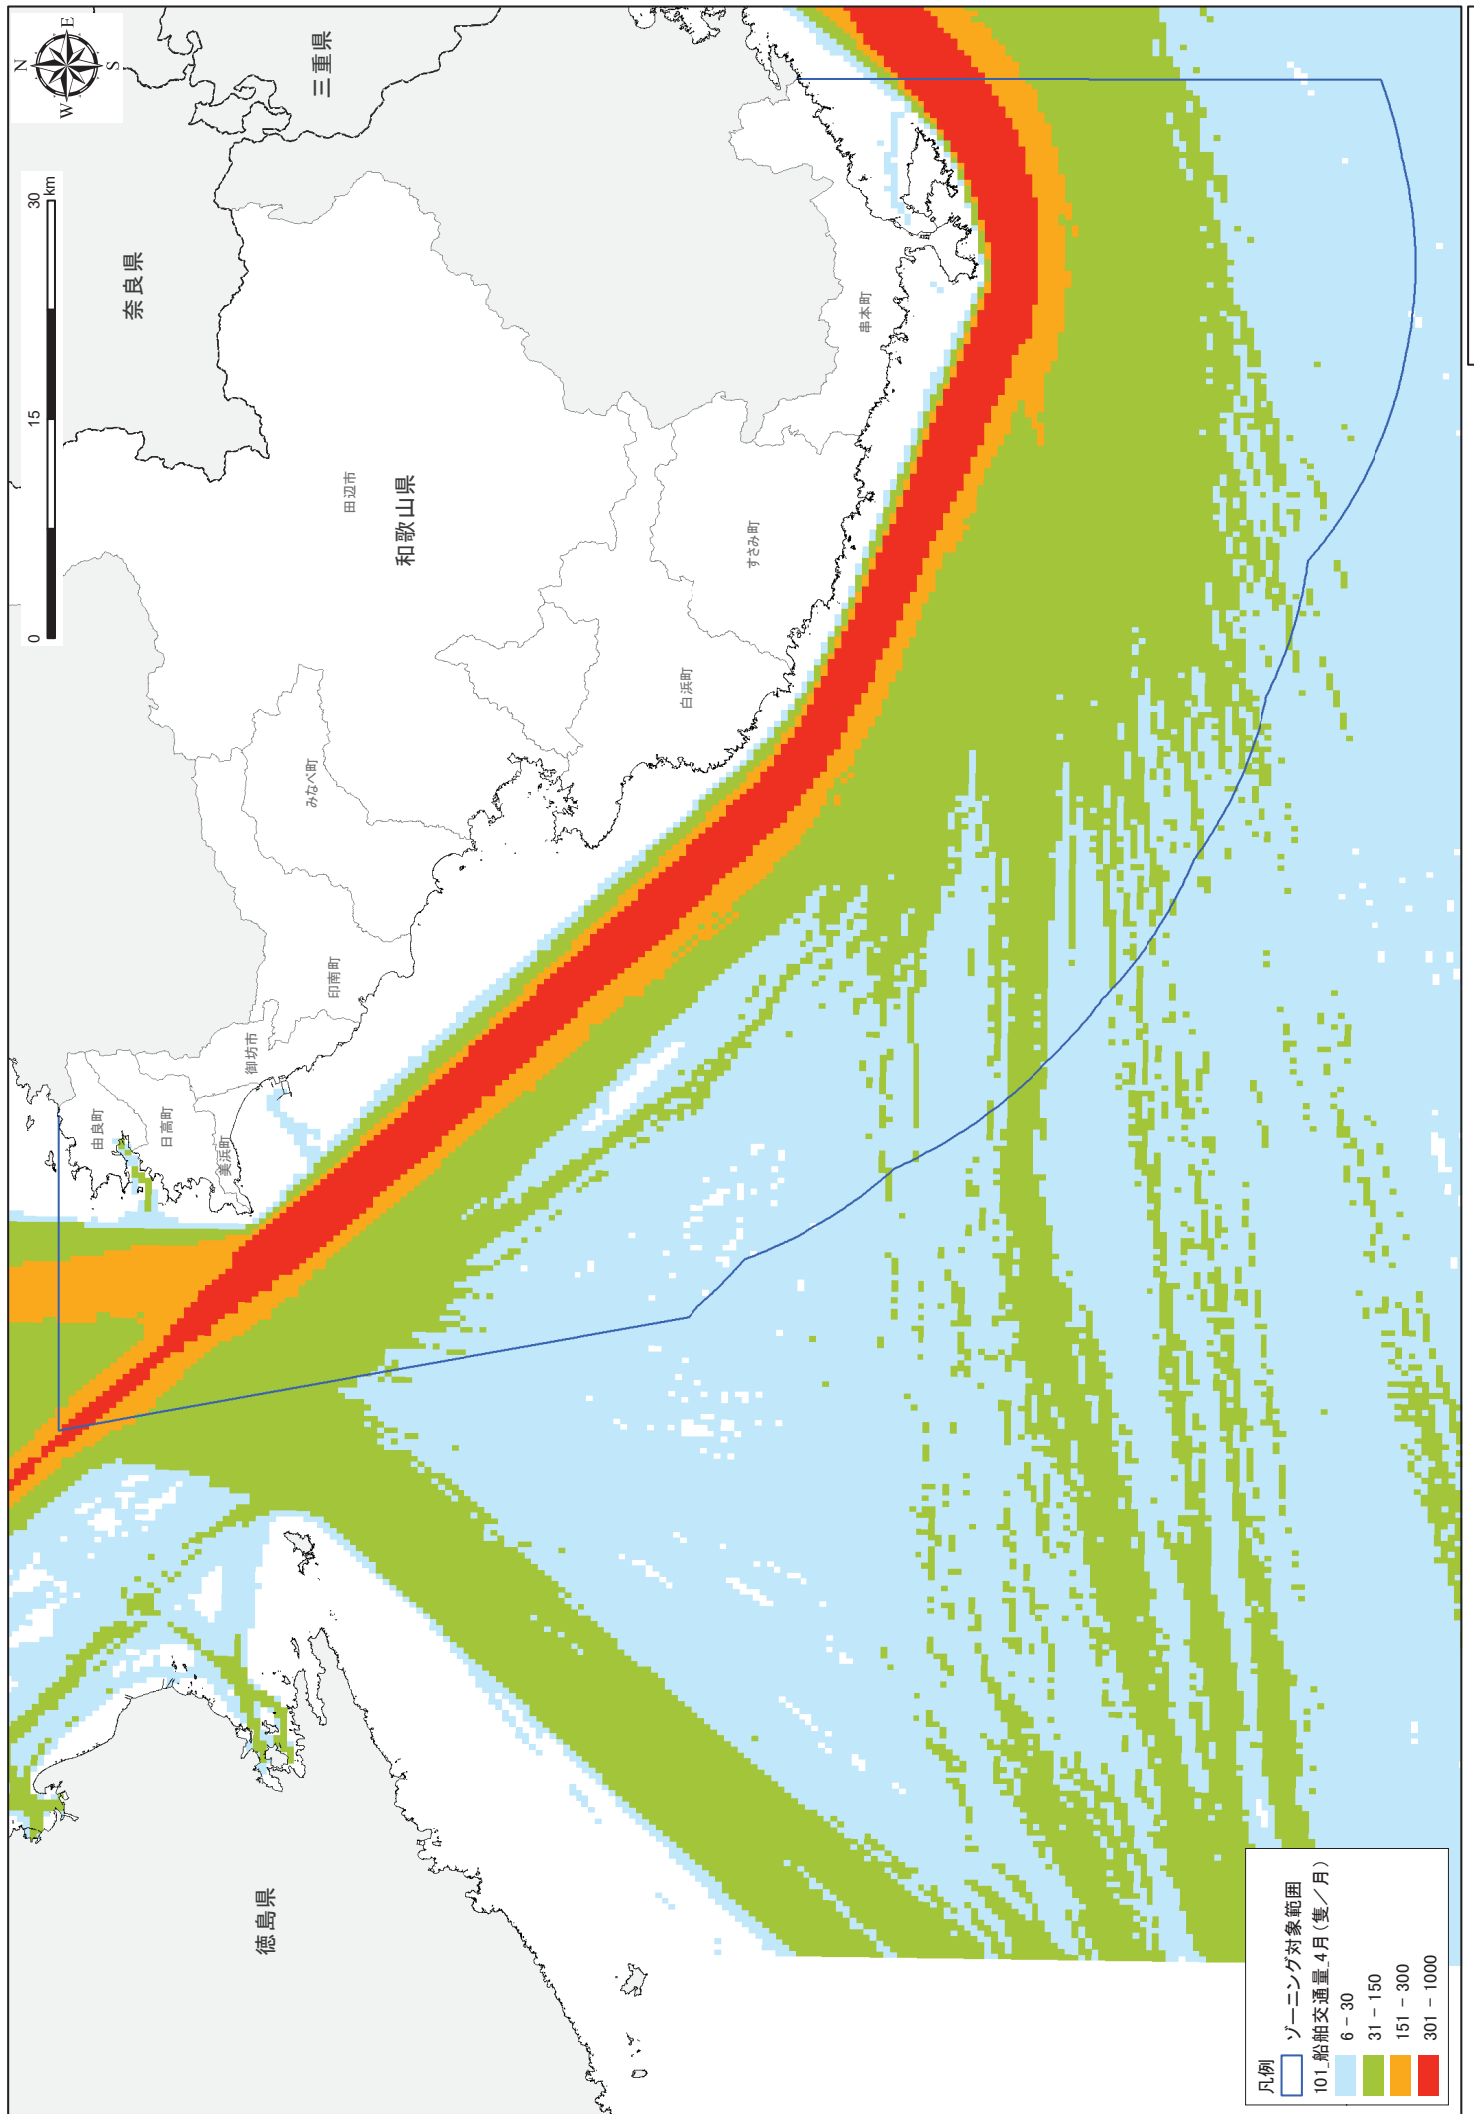 N
E
W
S
0
15
30
km
三重県
奈良県
田辺市
和歌山県
串本町
すさみ町
白浜町
みなべ町
印南町
御坊市
由良町
日高町
美浜町
徳島県
凡例
ゾーニング対象範囲
101_船舶交通量_4月(隻／月)
6 - 30
31 - 150
151 - 300
301 - 1000